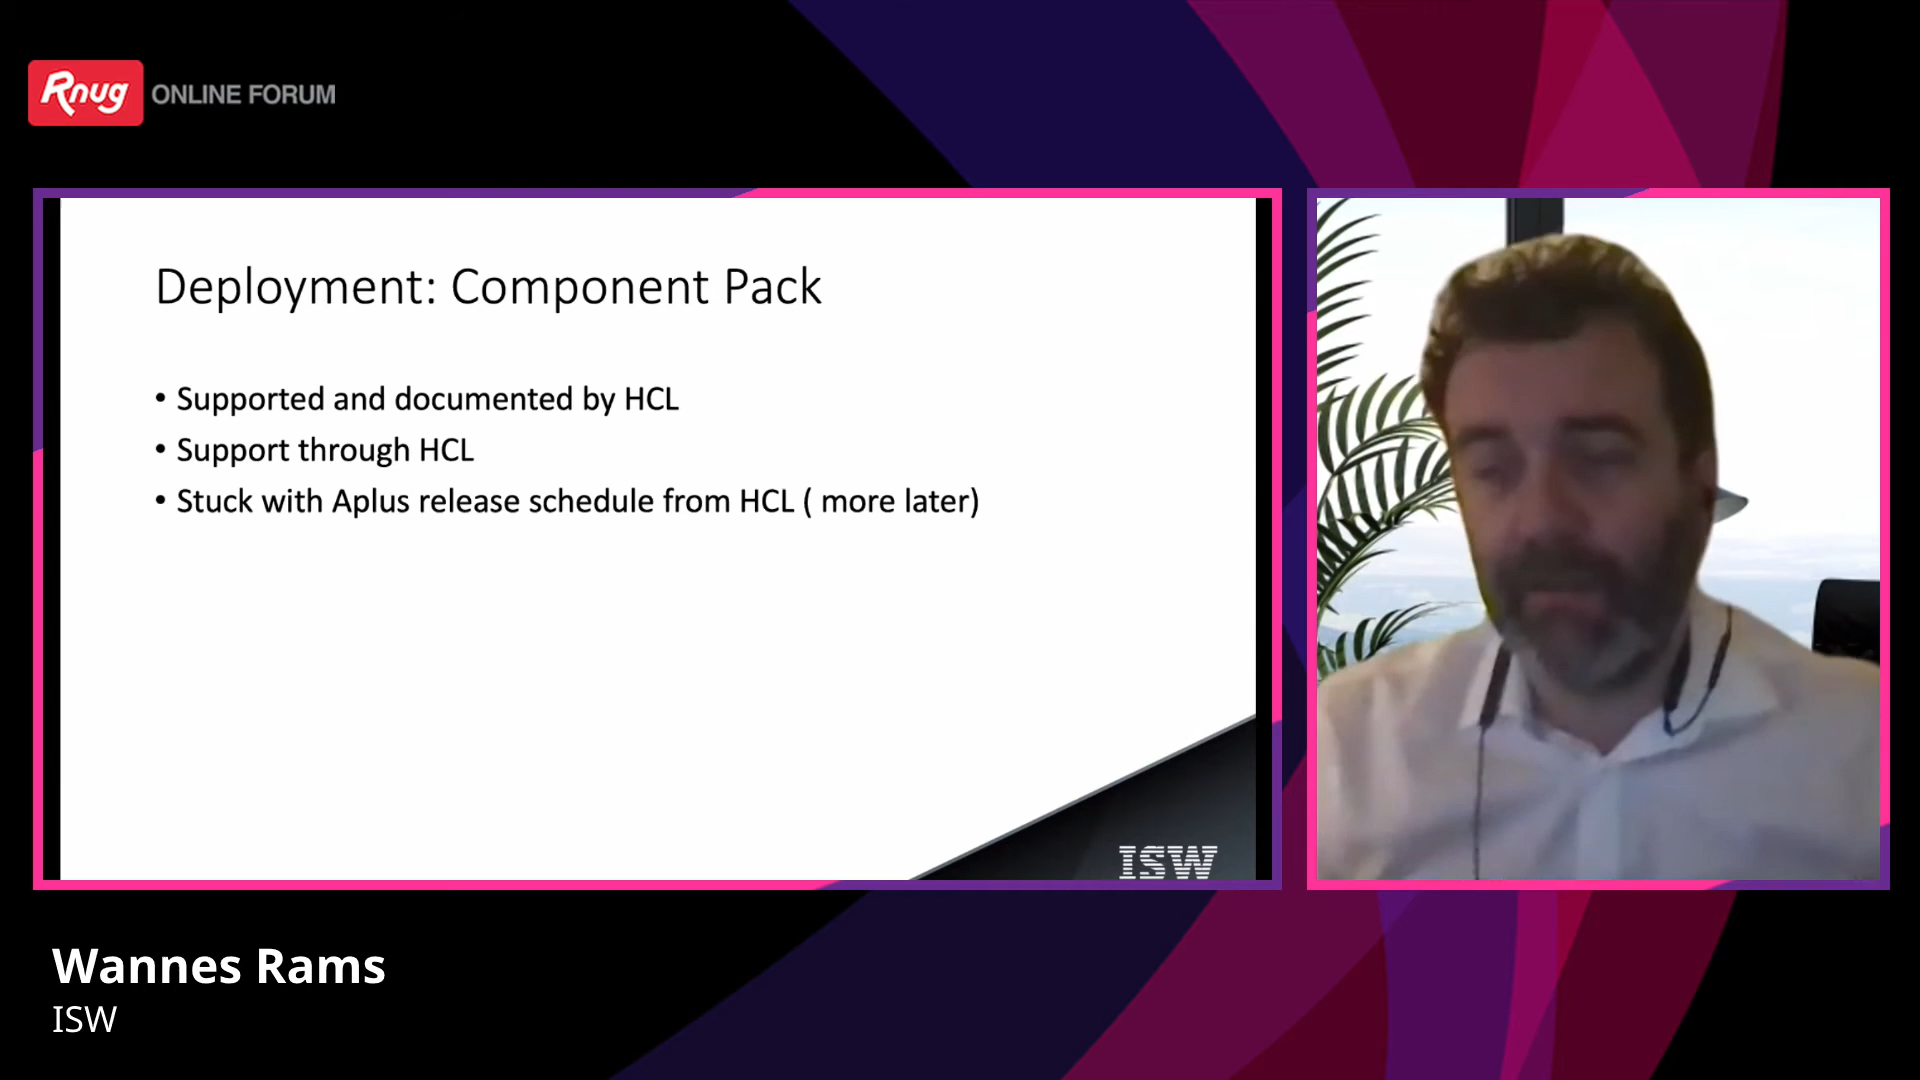 Rnug ONLINE FORUM
Deployment: Component Pack
• Supported and documented by HCL
• Support through HCL
• Stuck with Aplus release schedule from HCL ( more later)
ISW
Wannes Rams
ISW